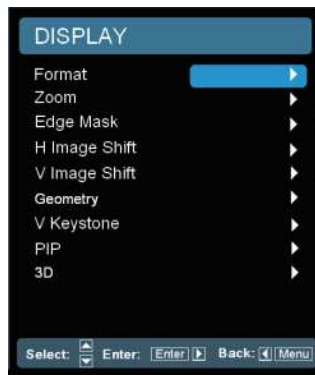 DISPLAY
Format
Zoom
Edge Mask
H Image Shift
V Image Shift
Geometry
V Keystone
PIP
3D
Select: Enter: Enter Back: Menu